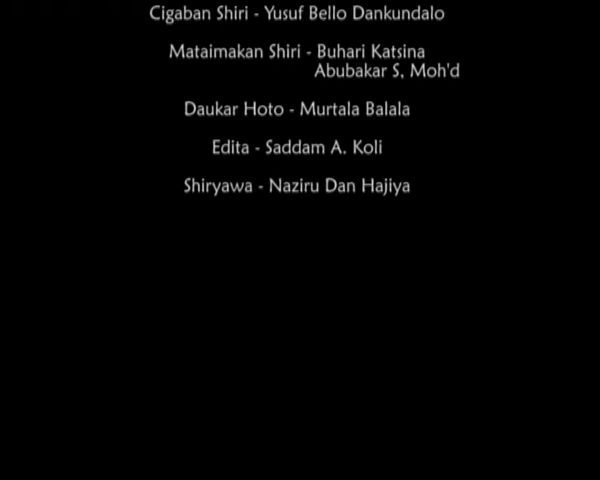 Cigaban Shiri - Yusuf Bello Dankundalo
Mataimakan Shiri - Buhari Katsina
Abubakar S, Moh'd
Daukar Hoto - Murtala Balala
Edita - Saddam A. Koli
Shiryawa - Naziru Dan Hajiya